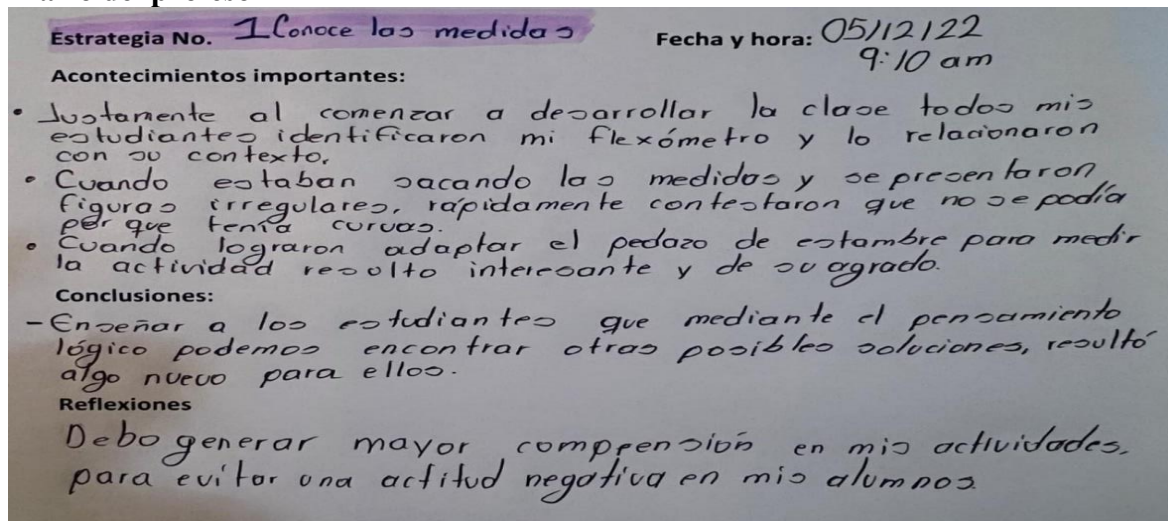 Estrategia No. 1 Conoce las medidas Fecha y hora: 05/12/22
9:10 am
Acontecimientos importantes:
• Justamente al comenzar a desarrollar la clase todos mis
estudiantes identificaron mi flexómetro y lo relacionaron
con su contexto.
• Cuando estaban sacando las medidas y se presentaron
figuras irregulares, rápidamente contestaron que no se podía
per que tenía curvas.
• Cuando lograron adaptar el pedazo de estambre para medir
la actividad resulto interesante y de su agrado.
Conclusiones:
- Enseñar a los estudiantes que mediante el pensamiento
lógico podemos encontrar otras posibles soluciones, resultó
algo nuevo para ellos.
Reflexiones
Debo generar mayor comprensión en mis actividades.
para evitar una actitud negativa en mis alumnos.